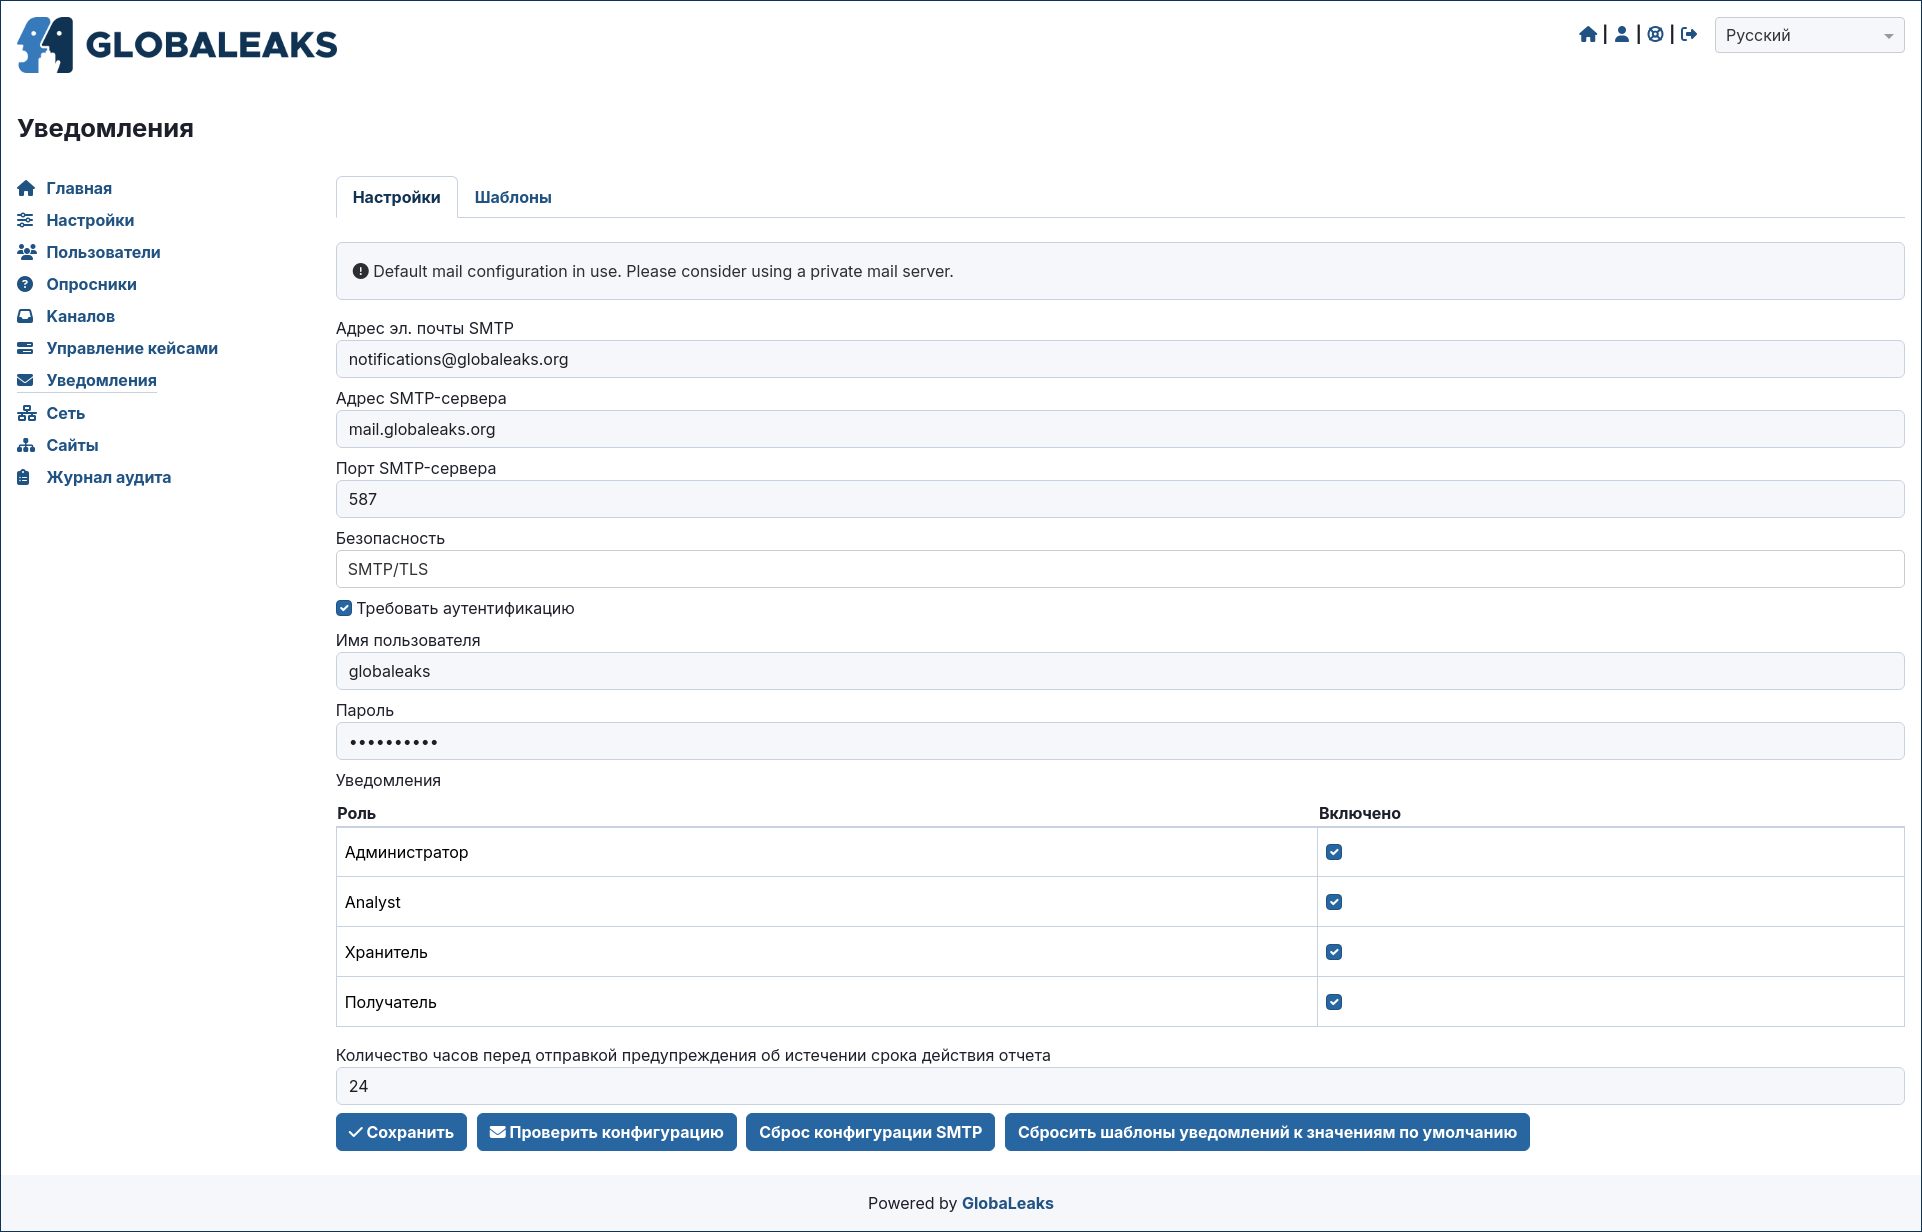 GLOBALEAKS
Русский
Уведомления
Главная
Настройки
Пользователи
Опросники
Каналов
Управление кейсами
Уведомления
Сеть
Сайты
Журнал аудита
Настройки
Шаблоны
Default mail configuration in use. Please consider using a private mail server.
Адрес эл. почты SMTP
notifications@globaleaks.org
Адрес SMTP-сервера
mail.globaleaks.org
Порт SMTP-сервера
587
Безопасность
SMTP/TLS
Требовать аутентификацию
Имя пользователя
globaleaks
Пароль
••••••••••
Уведомления
Роль Включено
Администратор
Analyst
Хранитель
Получатель
Количество часов перед отправкой предупреждения об истечении срока действия отчета
24
Сохранить Проверить конфигурацию Сброс конфигурации SMTP Сбросить шаблоны уведомлений к значениям по умолчанию
Powered by GlobaLeaks